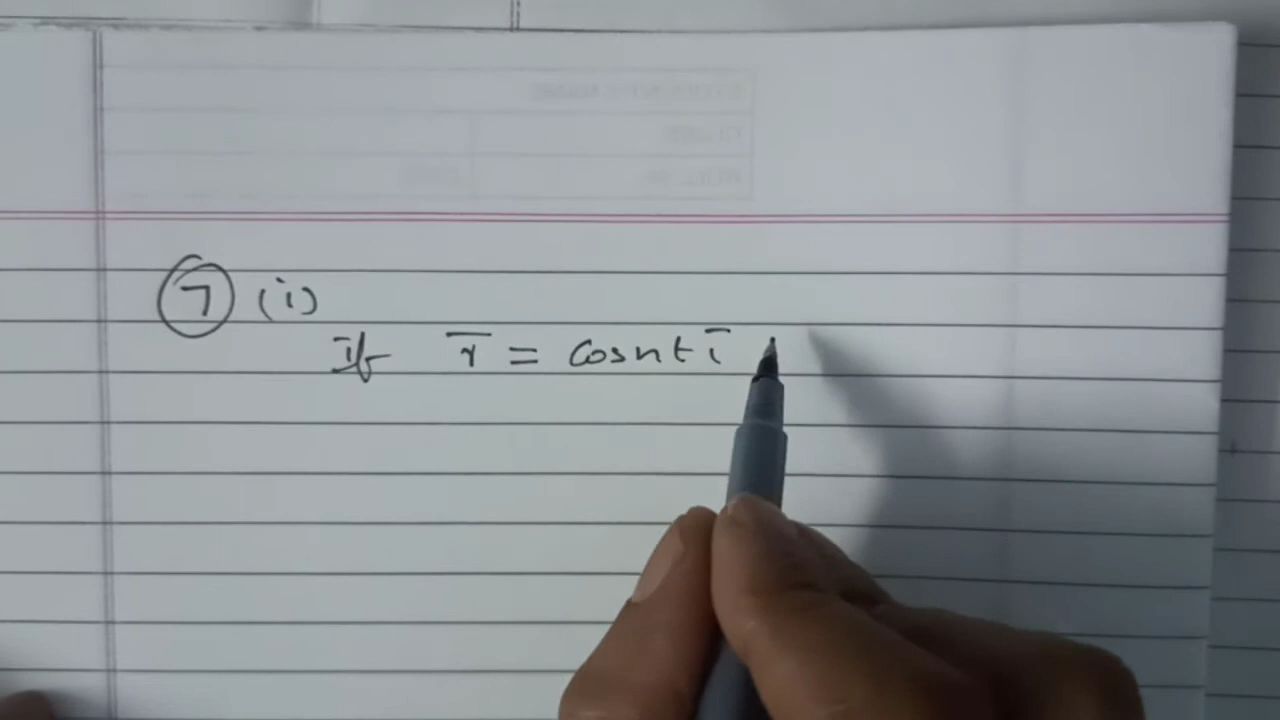 7 (i)
If r̅ = cosnt i̅